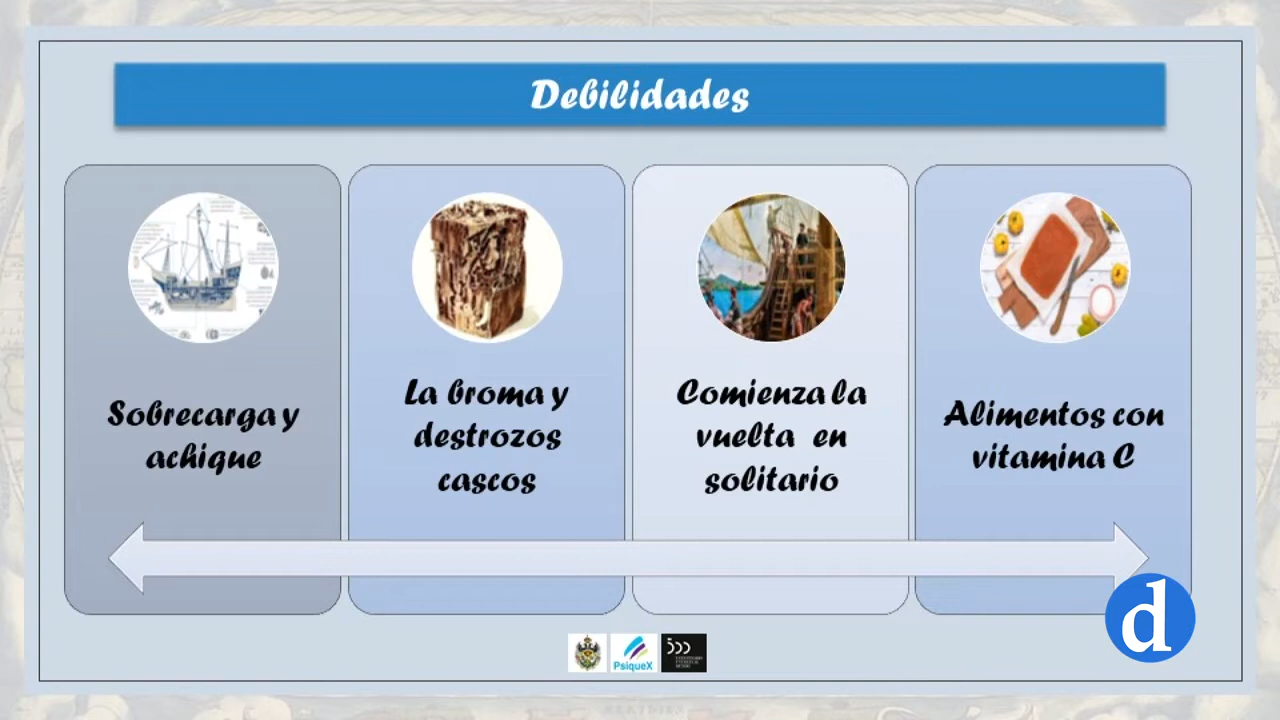 Debilidades
Sobrecarga y
achique
La broma y
destrozos
cascos
Comienza la
vuelta en
solitario
Alimentos con
vitamina C
PsiqueX
d